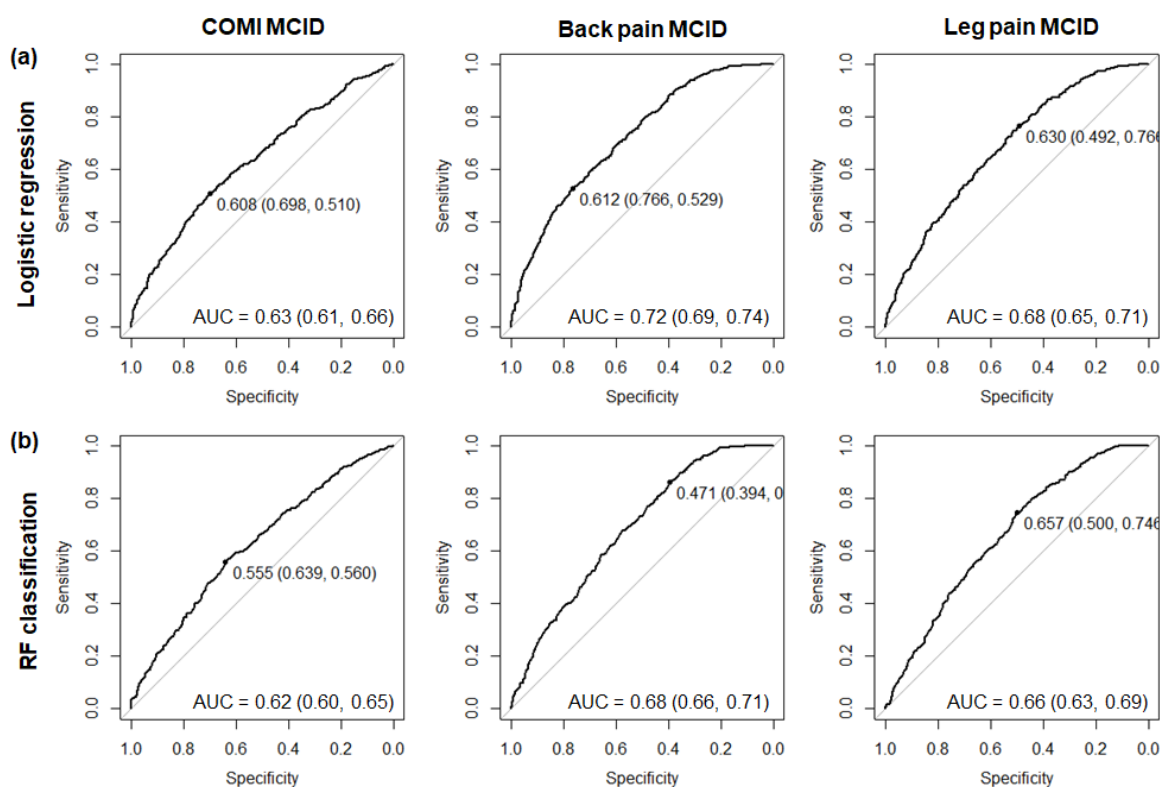 COMI MCID
Back pain MCID
Leg pain MCID
(a)
Logistic regression
Sensitivity
0.0 0.2 0.4 0.6 0.8 1.0
0.608 (0.698, 0.510)
AUC = 0.63 (0.61, 0.66)
1.0 0.8 0.6 0.4 0.2 0.0
Specificity
Sensitivity
0.0 0.2 0.4 0.6 0.8 1.0
0.612 (0.766, 0.529)
AUC = 0.72 (0.69, 0.74)
1.0 0.8 0.6 0.4 0.2 0.0
Specificity
Sensitivity
0.0 0.2 0.4 0.6 0.8 1.0
0.630 (0.492, 0.766
AUC = 0.68 (0.65, 0.71)
1.0 0.8 0.6 0.4 0.2 0.0
Specificity
(b)
RF classification
Sensitivity
0.0 0.2 0.4 0.6 0.8 1.0
0.555 (0.639, 0.560)
AUC = 0.62 (0.60, 0.65)
1.0 0.8 0.6 0.4 0.2 0.0
Specificity
Sensitivity
0.0 0.2 0.4 0.6 0.8 1.0
0.471 (0.394, 0
AUC = 0.68 (0.66, 0.71)
1.0 0.8 0.6 0.4 0.2 0.0
Specificity
Sensitivity
0.0 0.2 0.4 0.6 0.8 1.0
0.657 (0.500, 0.746
AUC = 0.66 (0.63, 0.69)
1.0 0.8 0.6 0.4 0.2 0.0
Specificity